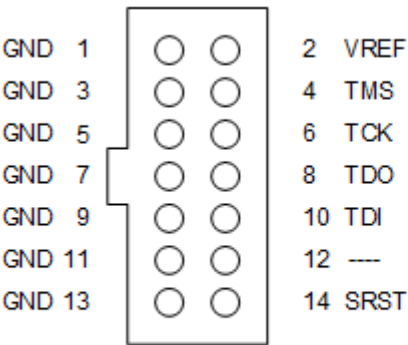 GND 1 2 VREF
GND 3 4 TMS
GND 5 6 TCK
GND 7 8 TDO
GND 9 10 TDI
GND 11 12 ----
GND 13 14 SRST